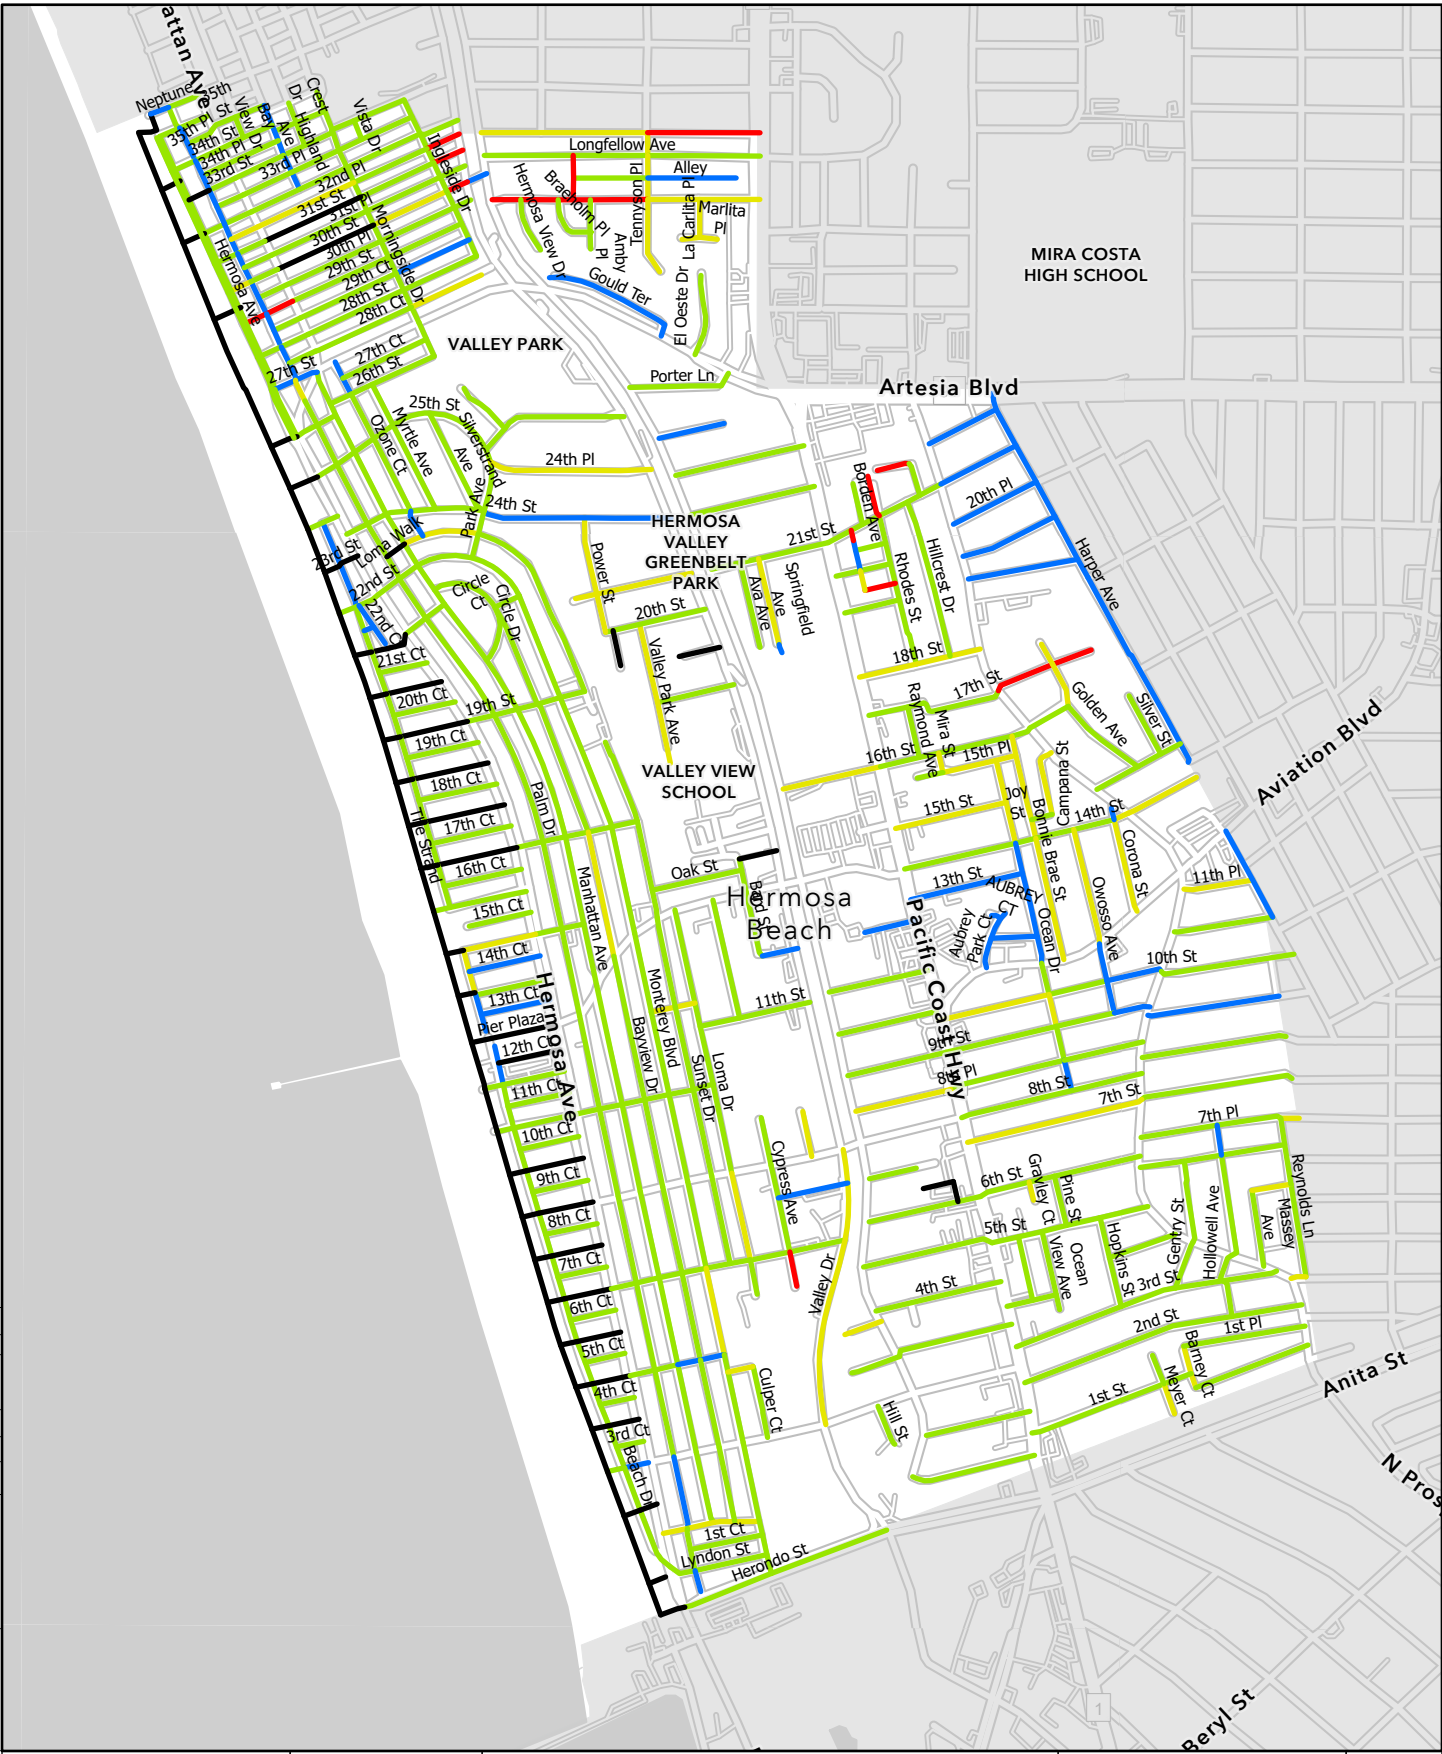 Manhattan Ave
Neptune
35th
St
35th Pl
34th St
34th Pl
33rd St
View Dr
Bay
Ave
Dr
Crest
Highland
Vista Dr
33rd Pl
32nd Pl
31st St
31st Pl
30th St
30th Pl
29th St
29th Ct
28th St
28th Ct
Ingleside Dr
Morningside Dr
Hermosa Ave
27th St
27th Ct
26th St
Longfellow Ave
Alley
Hermosa View Dr
Braeholm Pl
Amby
Pl
Tennyson Pl
La Carlita Pl
Marlita
Pl
Gould Ter
El Oeste Dr
MIRA COSTA
HIGH SCHOOL
VALLEY PARK
Porter Ln
Artesia Blvd
25th St
Silverstrand
Ave
Myrtle Ave
Ozone Ct
24th Pl
24th St
Park Ave
Loma Walk
23rd St
22nd St
22nd Ct
Circle
Ct
Circle Dr
Power St
HERMOSA
VALLEY
GREENBELT
PARK
20th St
Valley Park Ave
21st St
Ava Ave
Springfield
Ave
Borden Ave
Rhodes St
Hillcrest Dr
20th Pl
Harper Ave
18th St
17th St
Golden Ave
Silver St
Raymond Ave
Mira St
16th St
15th Pl
Campana St
Joy
St
15th St
14th St
Bonnie Brae St
Corona St
Owosso Ave
Aviation Blvd
11th Pl
21st Ct
20th Ct
19th St
19th Ct
18th Ct
17th Ct
16th Ct
15th Ct
14th Ct
13th Ct
Pier Plaza
12th Ct
11th Ct
10th Ct
9th Ct
8th Ct
7th Ct
6th Ct
5th Ct
4th Ct
3rd Ct
The Strand
Palm Dr
Manhattan Ave
VALLEY VIEW
SCHOOL
Oak St
Bard St
Hermosa
Beach
13th St
AUBREY
CT
Aubrey
Park Ct
Ocean Dr
10th St
Pacific Coast Hwy
Hermosa Ave
Monterey Blvd
Bayview Dr
Sunset Dr
Loma Dr
11th St
9th St
8th Pl
8th St
7th St
7th Pl
Cypress Ave
Valley Dr
6th St
Gravley Ct
Pine St
5th St
Ocean
View Ave
Hopkins St
Gentry St
Hollowell Ave
Massey
Ave
Reynolds Ln
4th St
3rd St
2nd St
1st Pl
Barney Ct
Meyer Ct
1st St
Anita St
N Pros
Culper Ct
Hill St
Beach Dr
1st Ct
Lyndon St
Herondo St
1
Beryl St